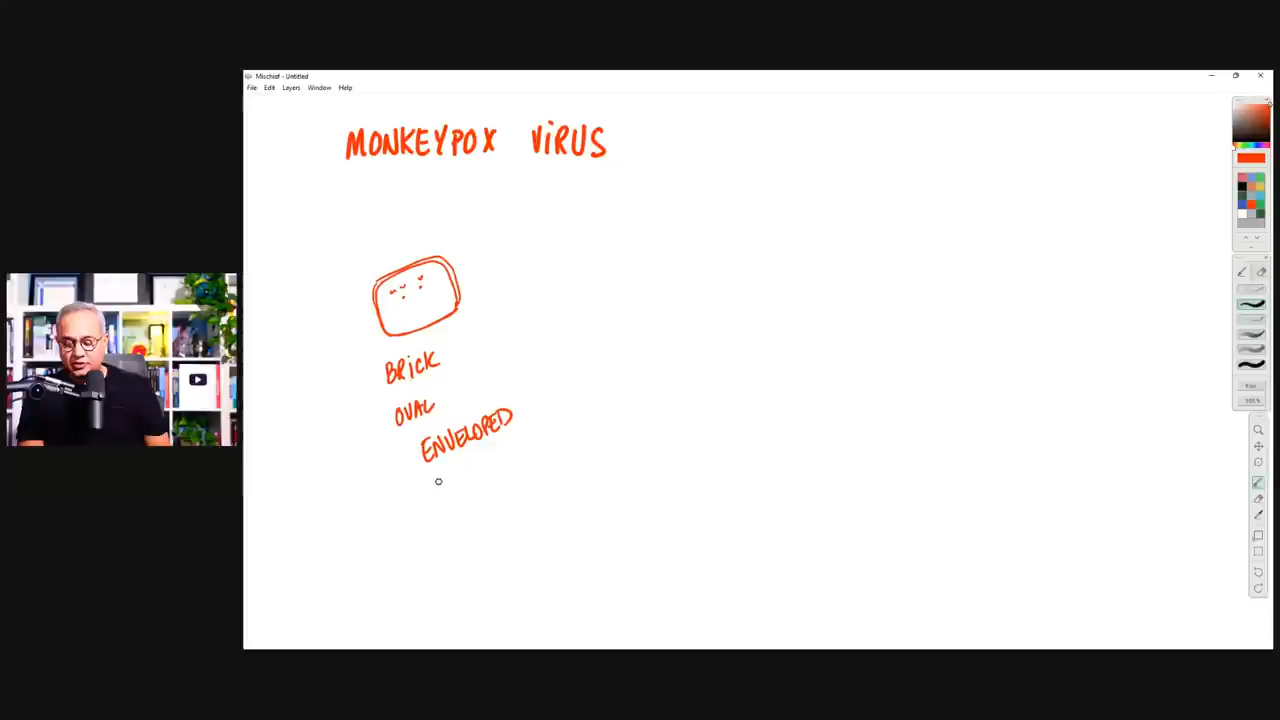 Mischief - Untitled
File Edit Layers Window Help
MONKEYPOX VIRUS
BRICK
OVAL
ENVELOPED